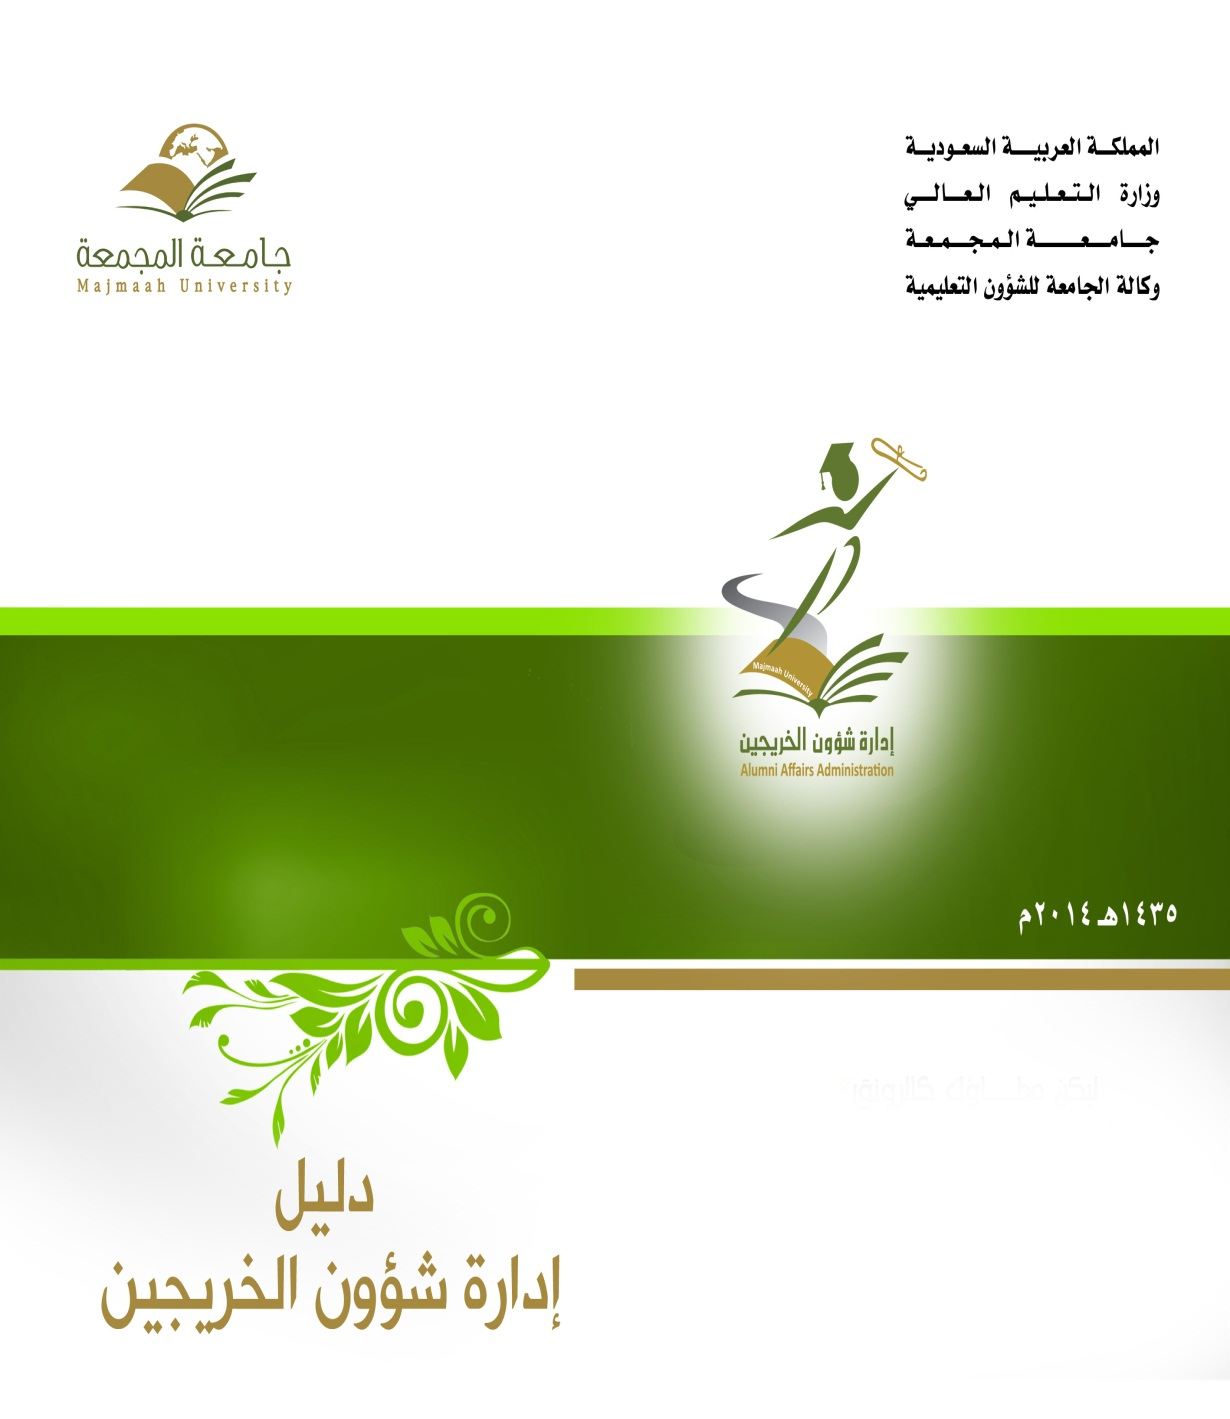 المملكة العربية السعودية
وزارة التعليم العالي
جامعة المجمعة
وكالة الجامعة للشؤون التعليمية
جامعة المجمعة
Majmaah University
Majmaah University
إدارة شؤون الخريجين
Alumni Affairs Administration
١٤٣٥هـ ٢٠١٤م
دليل
إدارة شؤون الخريجين